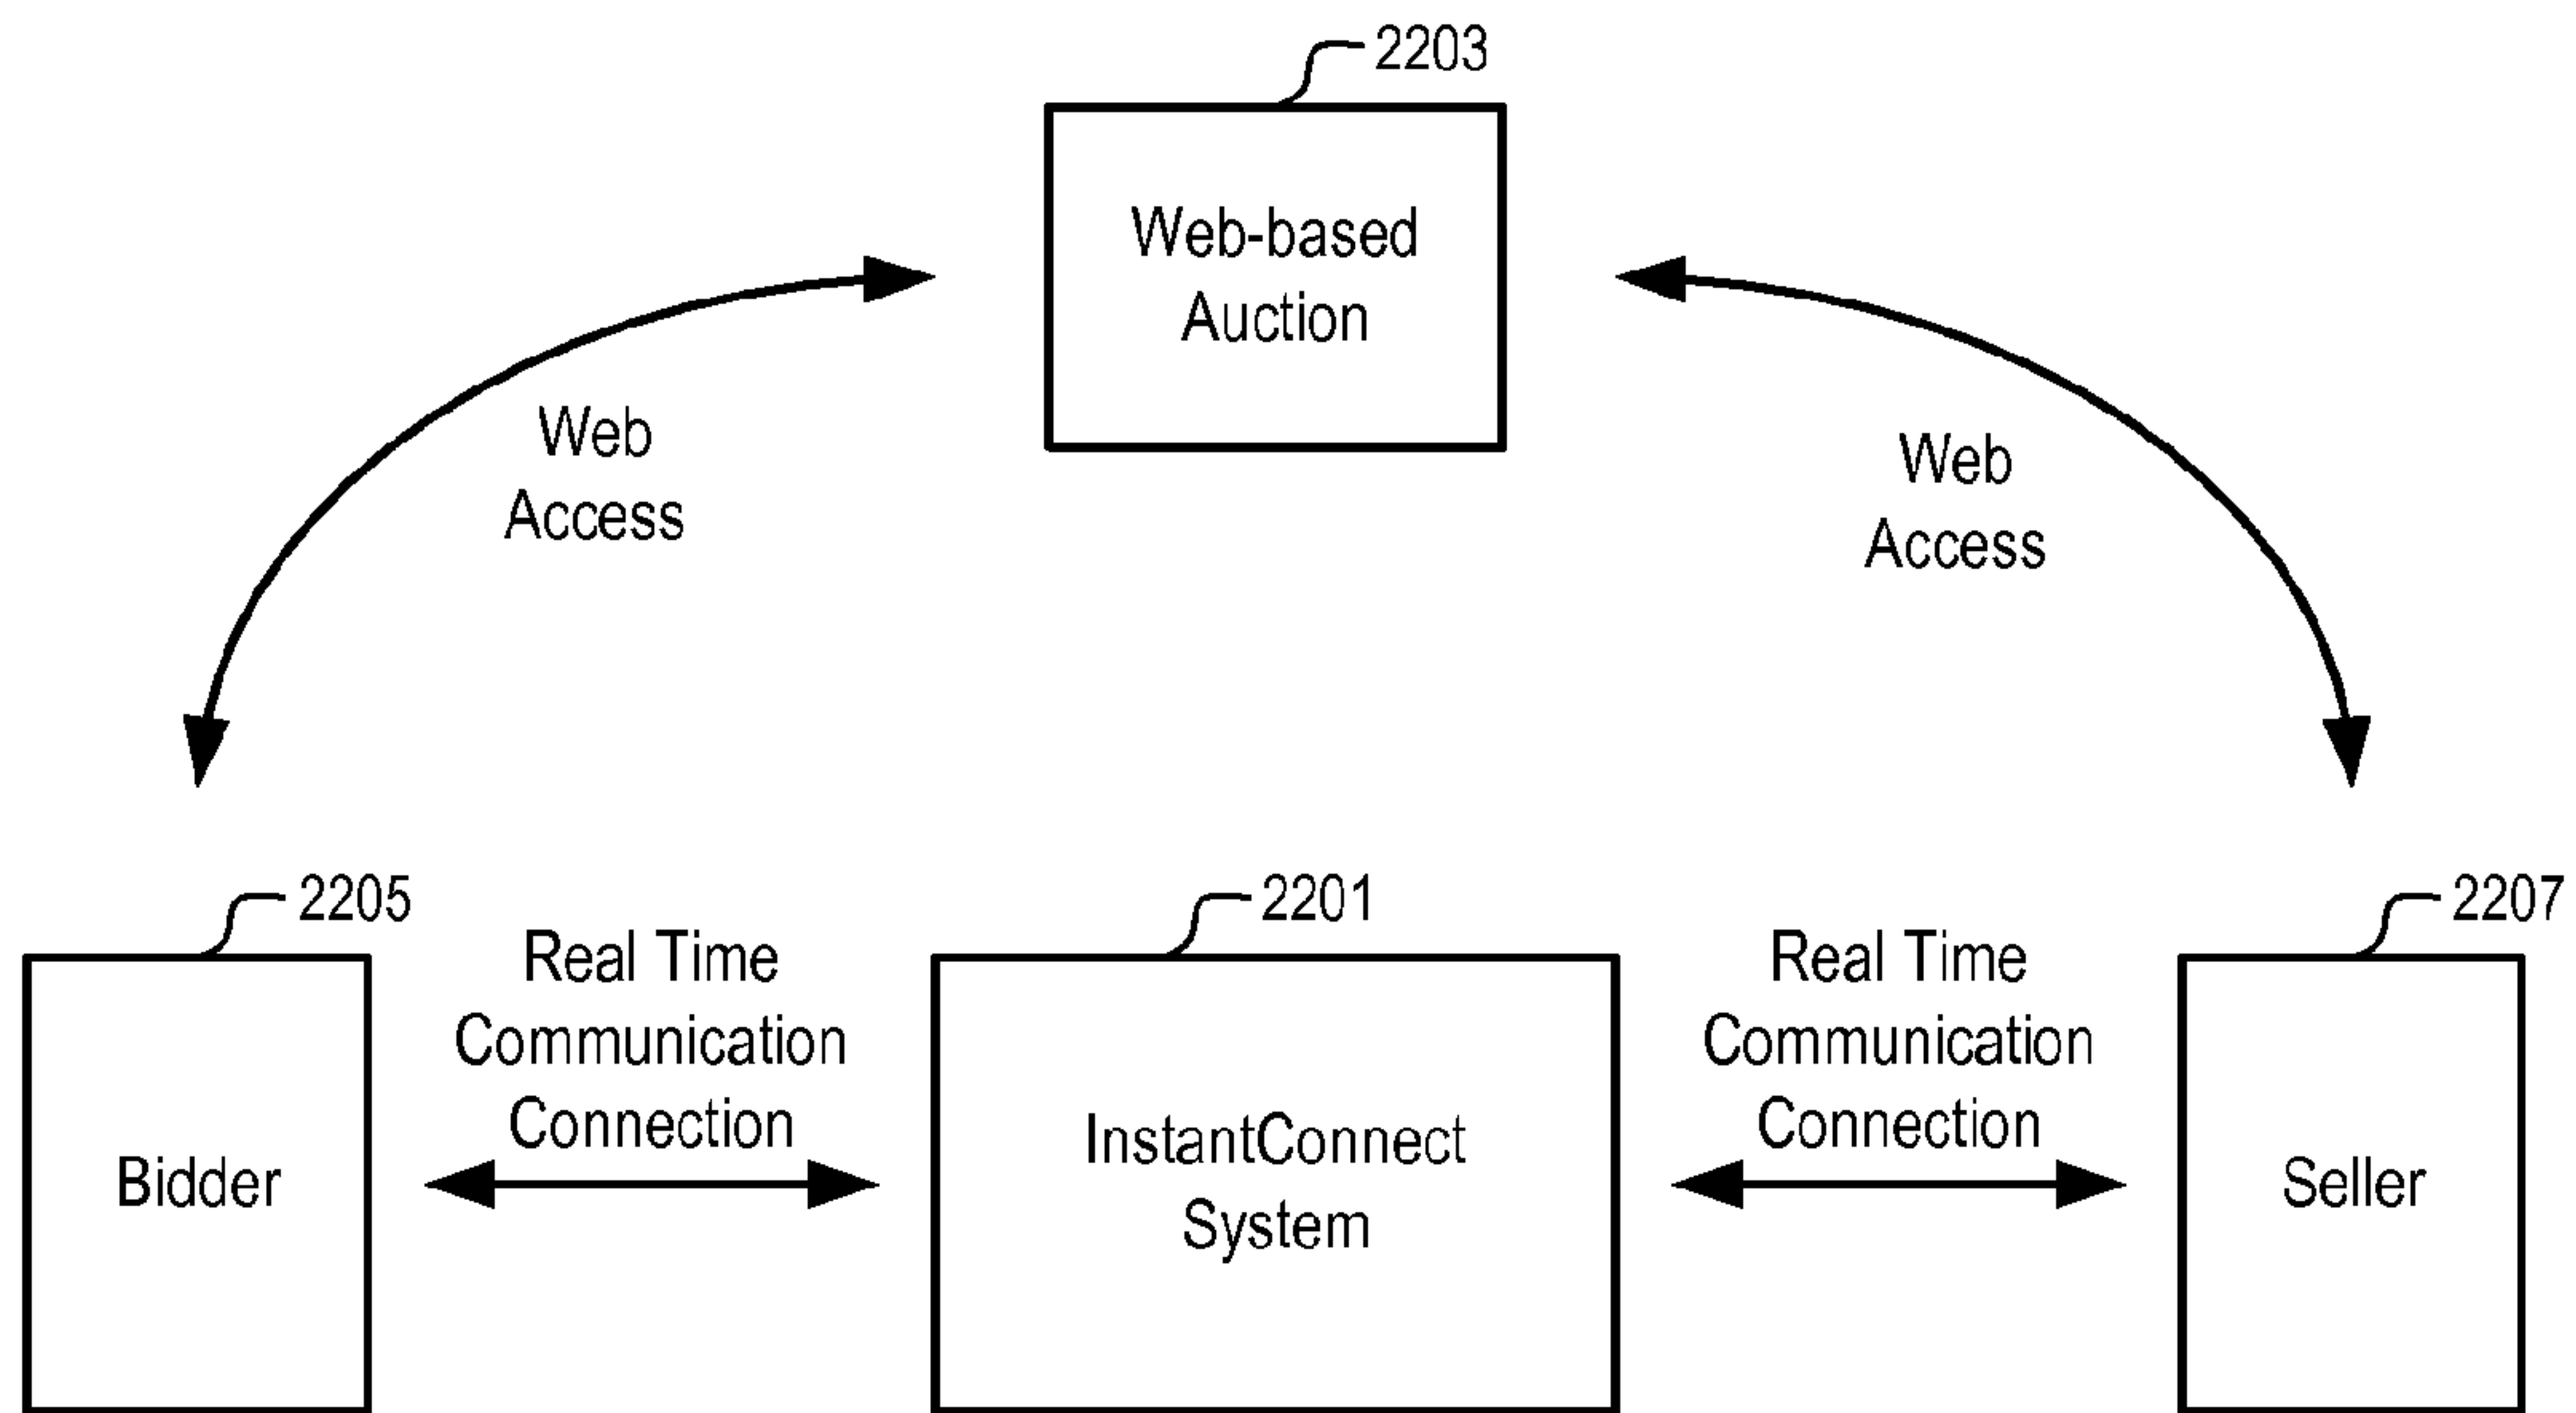 2203
Web-based
Auction
Web
Access
Web
Access
2205
2201
2207
Real Time
Communication
Connection
Real Time
Communication
Connection
Bidder
InstantConnect
System
Seller